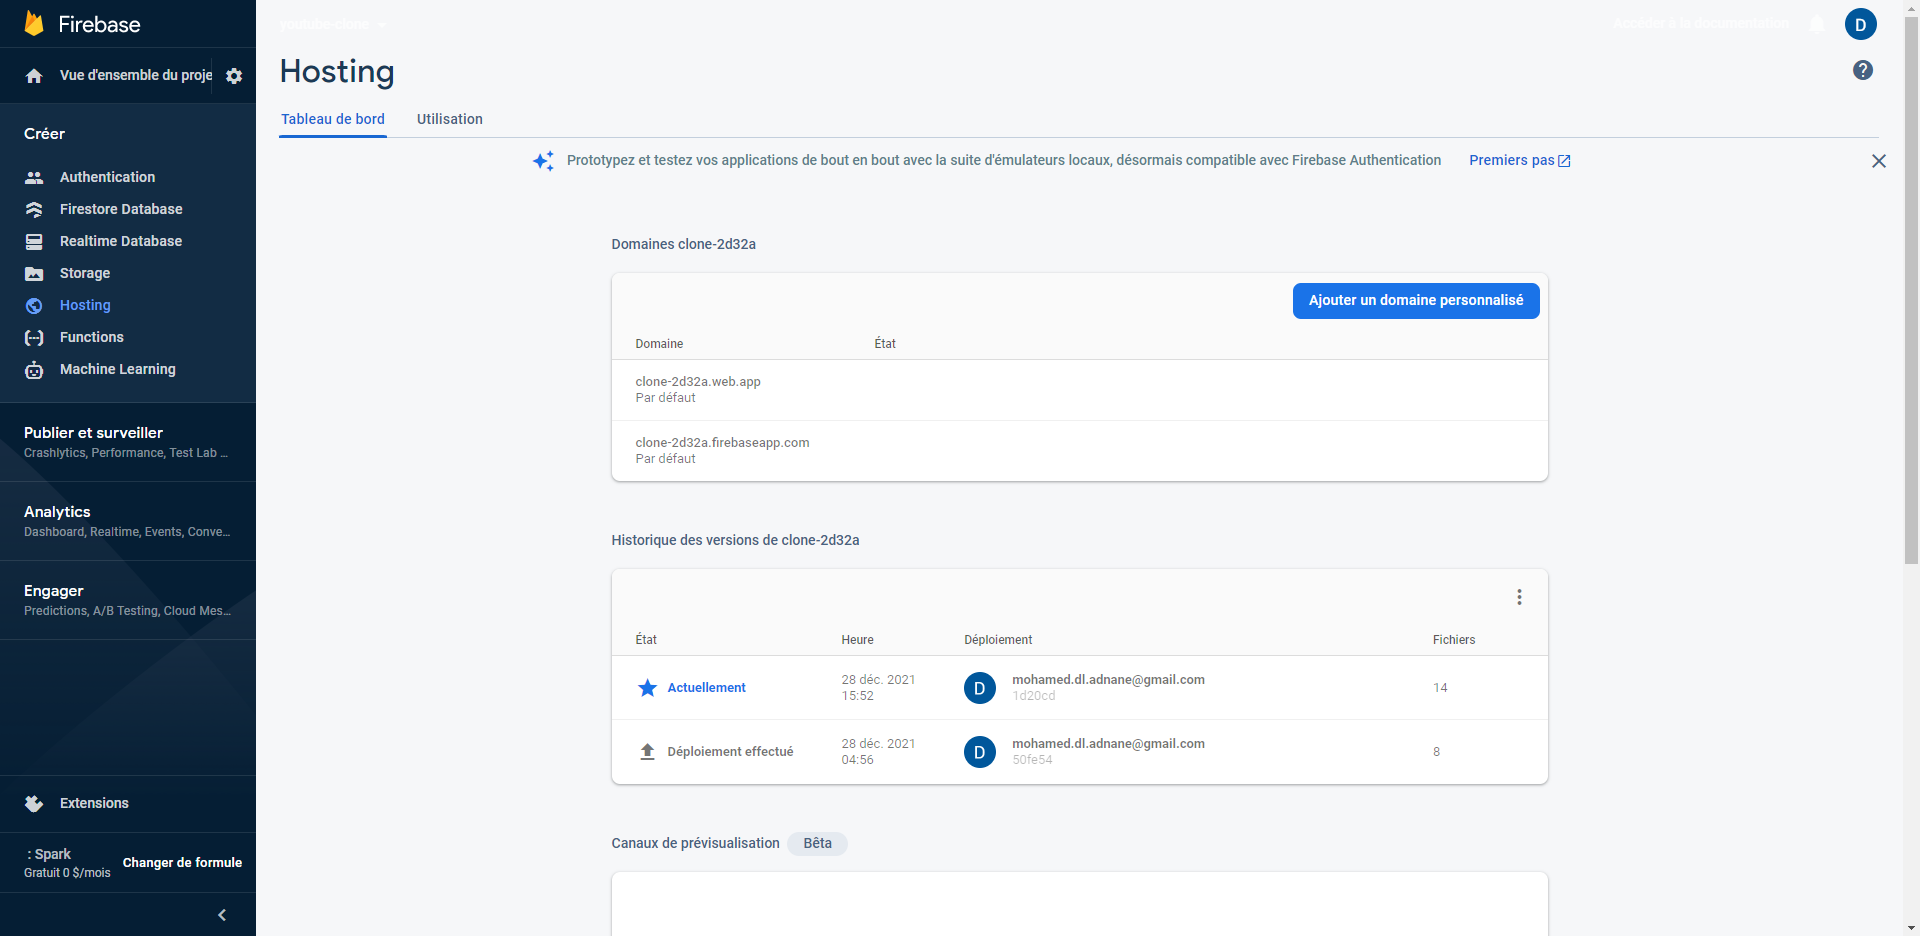 Firebase
youtube-clone
Accéder à la documentation
D
Vue d'ensemble du proje
Hosting
Tableau de bord
Utilisation
Prototypez et testez vos applications de bout en bout avec la suite d'émulateurs locaux, désormais compatible avec Firebase Authentication
Premiers pas
Créer
Authentication
Firestore Database
Realtime Database
Storage
Hosting
Functions
Machine Learning
Publier et surveiller
Crashlytics, Performance, Test Lab ...
Analytics
Dashboard, Realtime, Events, Conve...
Engager
Predictions, A/B Testing, Cloud Mes...
Extensions
: Spark
Gratuit 0 $/mois
Changer de formule
Domaines clone-2d32a
Ajouter un domaine personnalisé
Domaine État
clone-2d32a.web.app
Par défaut
clone-2d32a.firebaseapp.com
Par défaut
Historique des versions de clone-2d32a
État Heure Déploiement Fichiers
Actuellement
28 déc. 2021
15:52
D
mohamed.dl.adnane@gmail.com
1d20cd
14
Déploiement effectué
28 déc. 2021
04:56
D
mohamed.dl.adnane@gmail.com
50fe54
8
Canaux de prévisualisation
Bêta